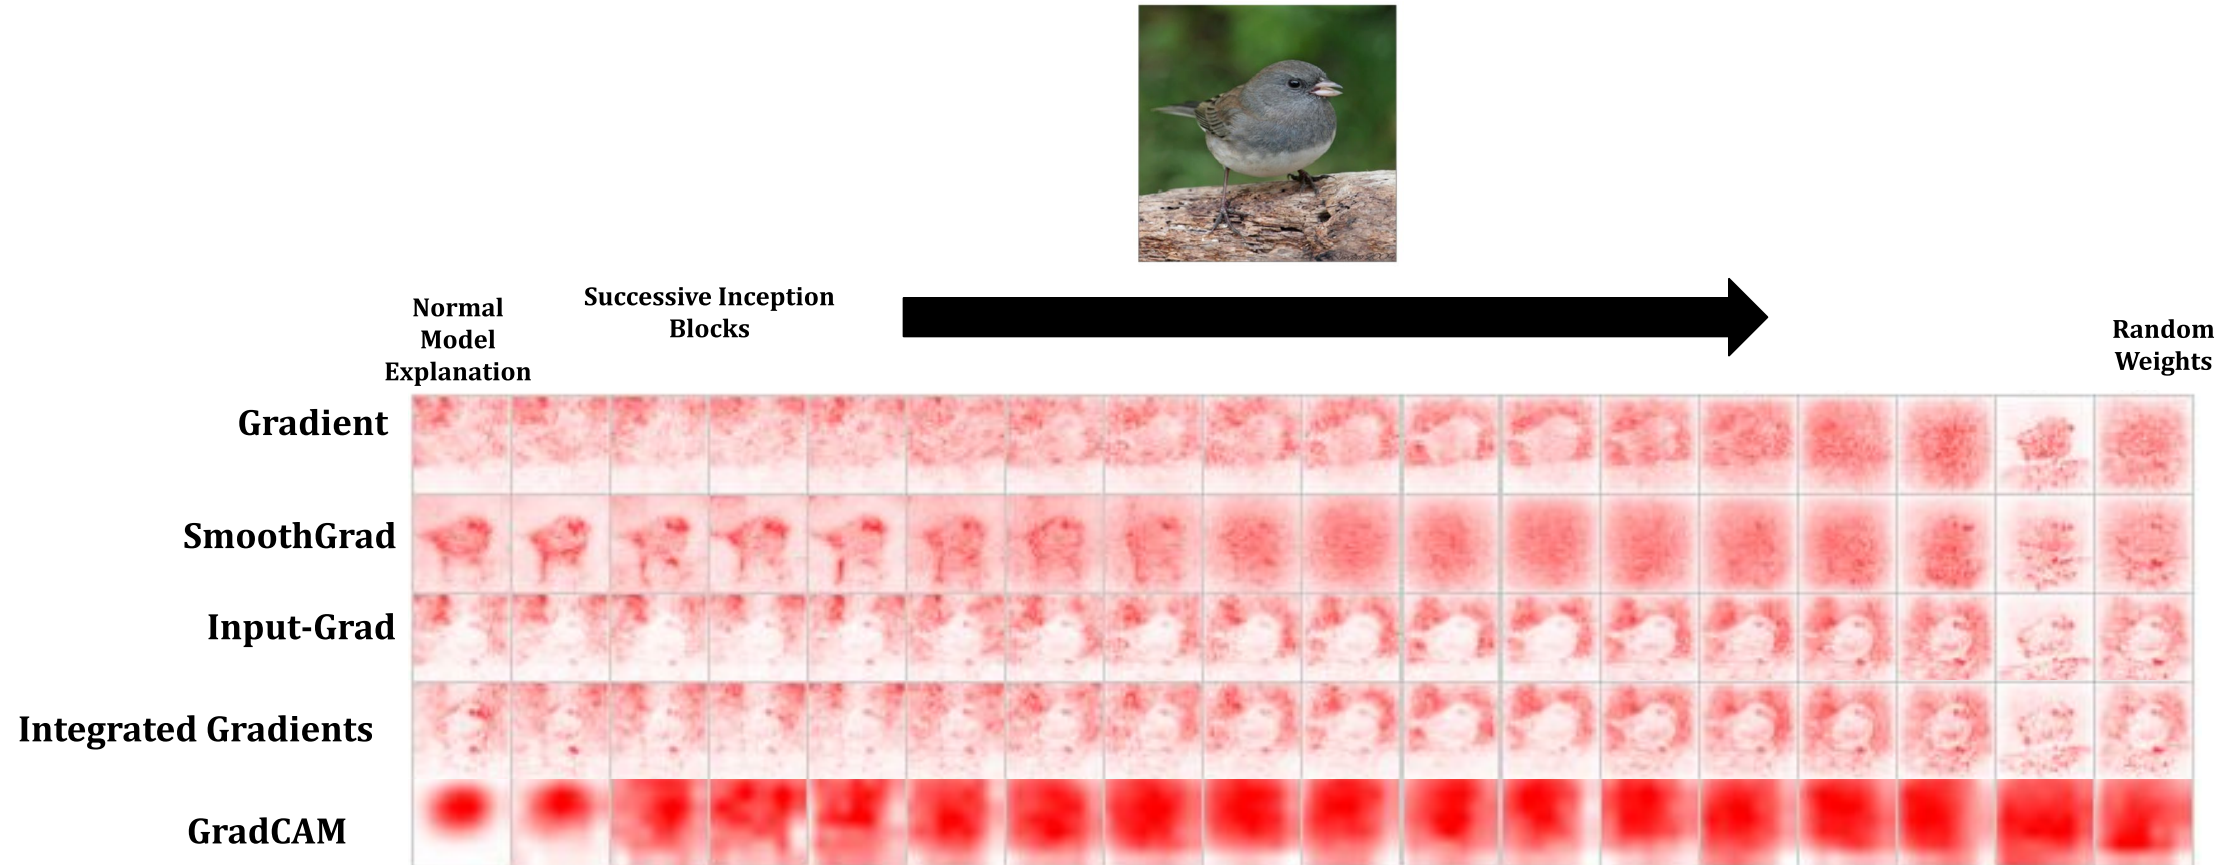 Normal
Model
Explanation
Successive Inception
Blocks
Random
Weights
Gradient
SmoothGrad
Input-Grad
Integrated Gradients
GradCAM